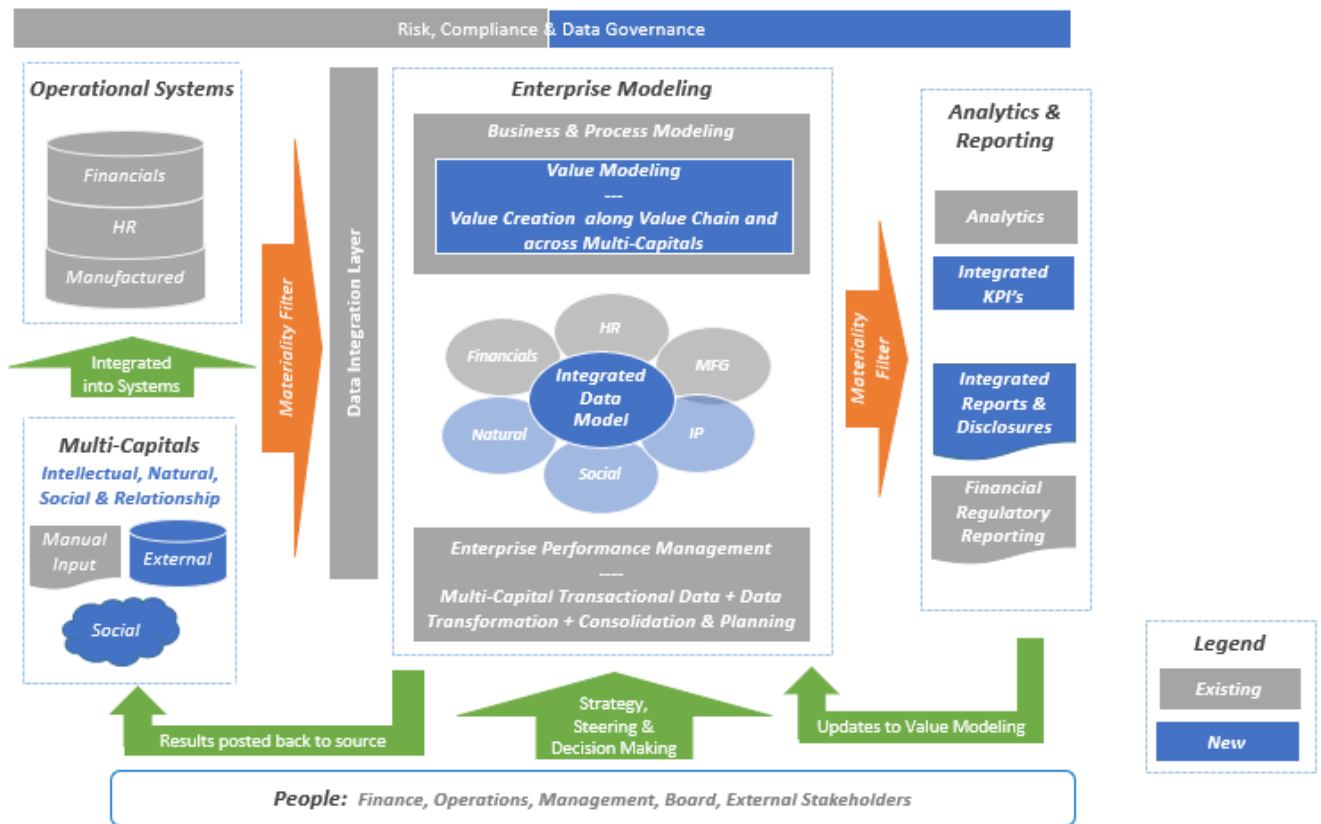 Risk, Compliance & Data Governance
Operational Systems
Financials
HR
Manufactured
Integrated
into Systems
Multi-Capitals
Intellectual, Natural,
Social & Relationship
Manual
Input
External
Social
Materiality Filter
Data Integration Layer
Enterprise Modeling
Business & Process Modeling
Value Modeling
---
Value Creation along Value Chain and
across Multi-Capitals
HR
Financials
MFG
Integrated
Data
Model
Natural
IP
Social
Enterprise Performance Management
----
Multi-Capital Transactional Data + Data
Transformation + Consolidation & Planning
Materiality
Filter
Analytics &
Reporting
Analytics
Integrated
KPI's
Integrated
Reports &
Disclosures
Financial
Regulatory
Reporting
Results posted back to source
Strategy,
Steering &
Decision Making
Updates to Value Modeling
Legend
Existing
New
People: Finance, Operations, Management, Board, External Stakeholders